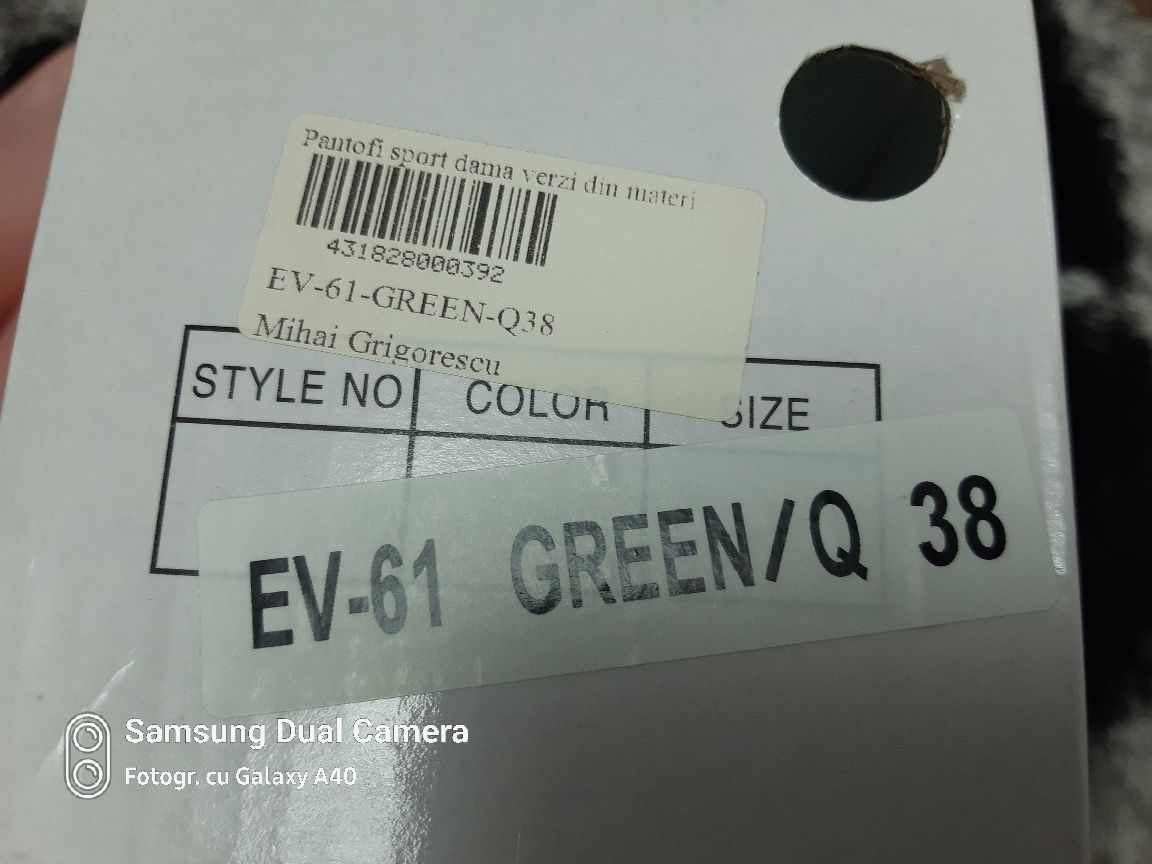 Pantofi sport dama verzi din materi
431828000392
EV-61-GREEN-Q38
Mihai Grigorescu
STYLE NO COLOR SIZE
EV-61 GREEN/Q 38
Samsung Dual Camera
Fotogr. cu Galaxy A40